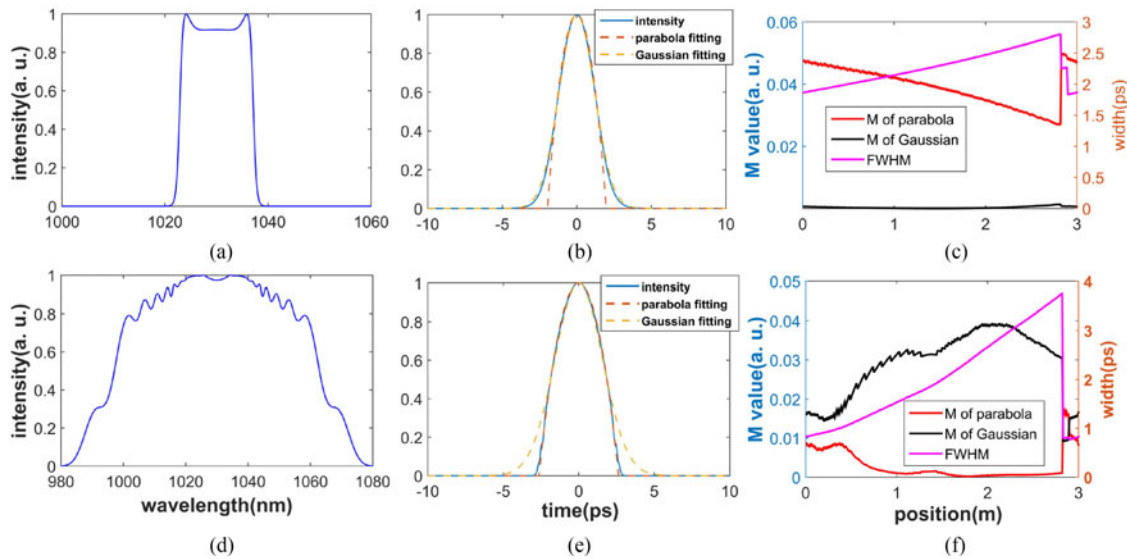 1
0.8
0.6
0.4
0.2
0
intensity(a. u.)
1000 1020 1040 1060
(a)
1
0.8
0.6
0.4
0.2
0
-10 -5 0 5 10
intensity
parabola fitting
Gaussian fitting
(b)
0.06
0.04
0.02
M value(a. u.)
M of parabola
M of Gaussian
FWHM
3
2.5
2
1.5
1
0.5
0
width(ps)
0 1 2 3
(c)
1
0.8
0.6
0.4
0.2
0
intensity(a. u.)
980 1000 1020 1040 1060 1080
wavelength(nm)
(d)
1
0.8
0.6
0.4
0.2
0
-10 -5 0 5 10
time(ps)
intensity
parabola fitting
Gaussian fitting
(e)
0.05
0.04
0.03
0.02
0.01
0
M value(a. u.)
M of parabola
M of Gaussian
FWHM
4
3
2
1
0
width(ps)
0 1 2 3
position(m)
(f)